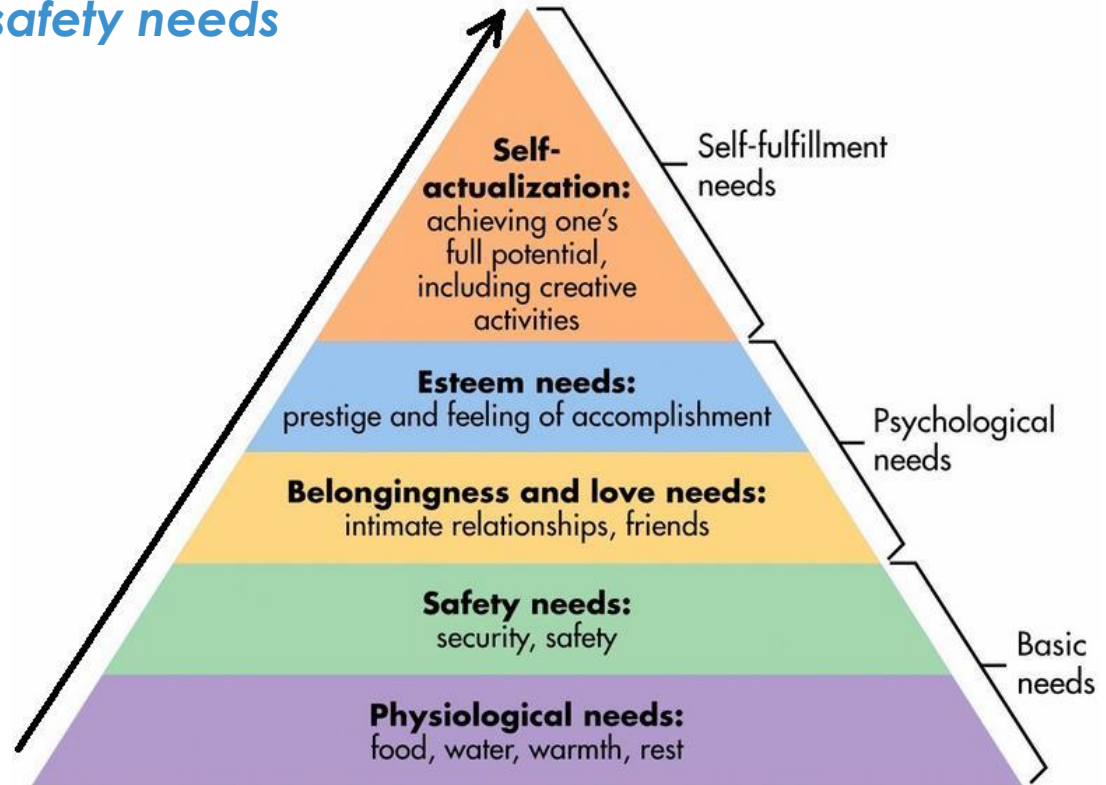 safety needs
Self-
actualization:
achieving one's
full potential,
including creative
activities
Self-fulfillment
needs
Esteem needs:
prestige and feeling of accomplishment
Psychological
needs
Belongingness and love needs:
intimate relationships, friends
Safety needs:
security, safety
Basic
needs
Physiological needs:
food, water, warmth, rest